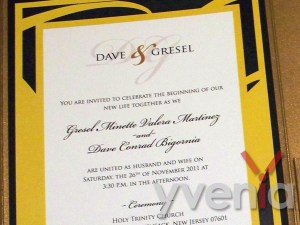 DAVE & GRESEL
YOU ARE INVITED TO CELEBRATE THE BEGINNING OF OUR
NEW LIFE TOGETHER AS WE
Gresel Minette Valera Martinez
~and~
Dave Conrad Bigornia
ARE UNITED AS HUSBAND AND WIFE ON
SATURDAY, THE 26TH OF NOVEMBER 2011 AT
3:30 P.M. IN THE AFTERNOON.
~Ceremony~
HOLY TRINITY CHURCH
NEW JERSEY 07601